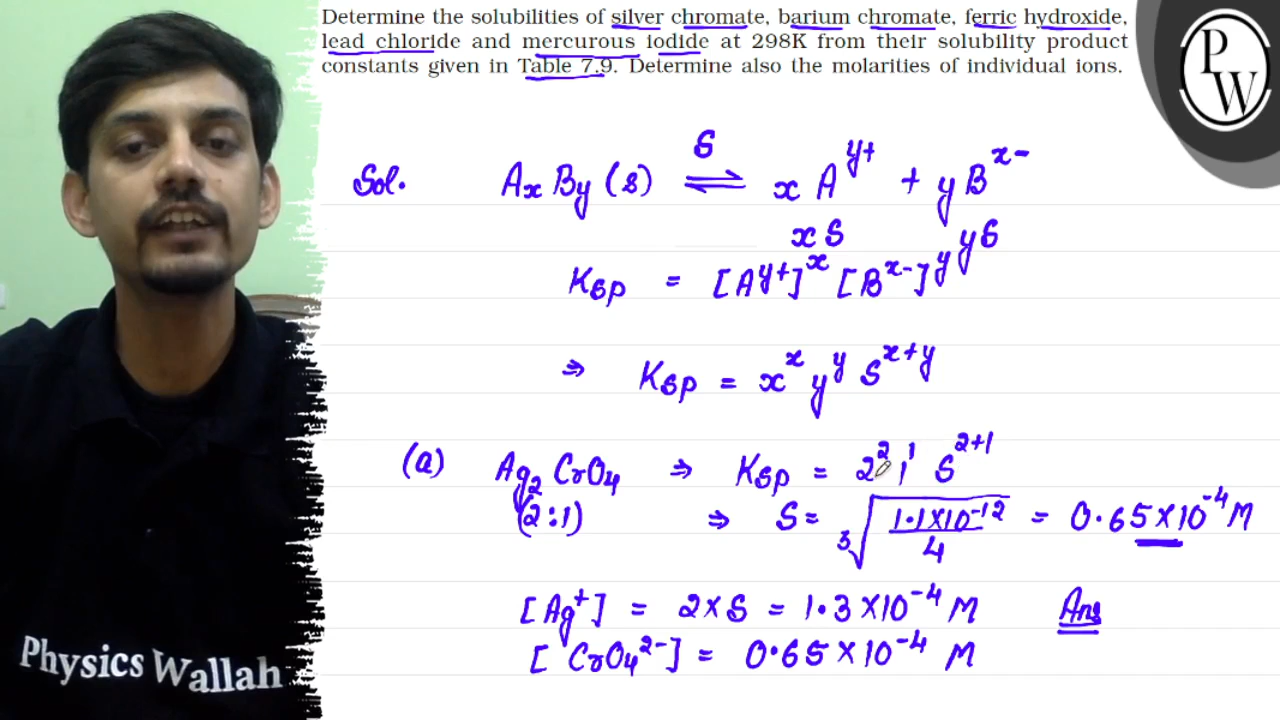 Determine the solubilities of silver chromate, barium chromate, ferric hydroxide,
lead chloride and mercurous iodide at 298K from their solubility product
constants given in Table 7.9. Determine also the molarities of individual ions.
PW
Sol. AxBy (s) ⇌ x A^y+ + y B^x-
S
xS yS
Ksp = [A^y+]^x [B^x-]^y
⇒ Ksp = x^x y^y S^x+y
(a) Ag2CrO4 ⇒ Ksp = 2^2 1^1 S^2+1
(2:1) ⇒ S = ∛(1.1×10^-12 / 4) = 0.65×10^-4 M
[Ag+] = 2×S = 1.3×10^-4 M Ans
[CrO4^2-] = 0.65×10^-4 M
Physics Wallah